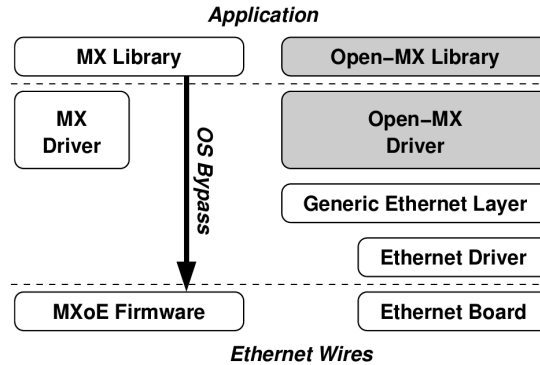 Application
MX Library
Open−MX Library
MX
Driver
OS Bypass
Open−MX
Driver
Generic Ethernet Layer
Ethernet Driver
MXoE Firmware
Ethernet Board
Ethernet Wires